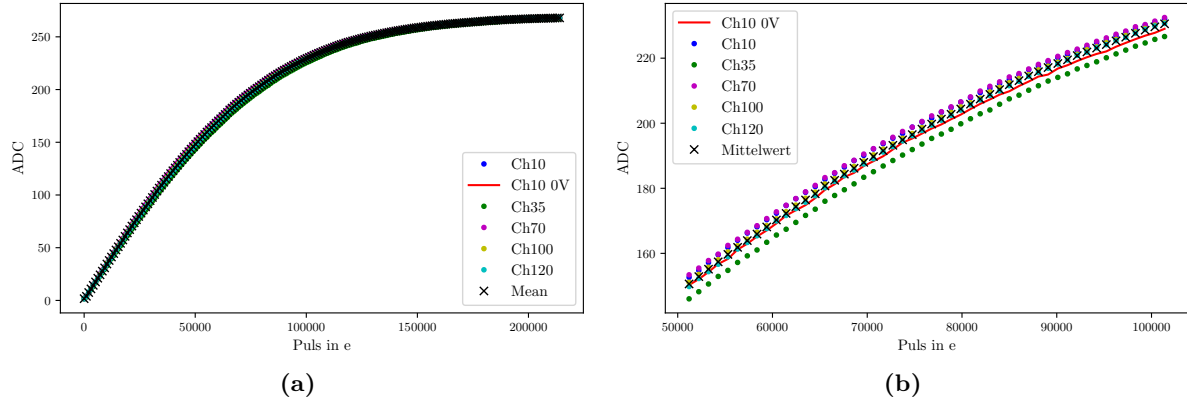 250
200
150
100
50
0
ADC
0
50000
100000
150000
200000
Puls in e
Ch10
Ch10 0V
Ch35
Ch70
Ch100
Ch120
Mean
(a)
Ch10 0V
Ch10
Ch35
Ch70
Ch100
Ch120
Mittelwert
220
200
180
160
ADC
50000
60000
70000
80000
90000
100000
Puls in e
(b)